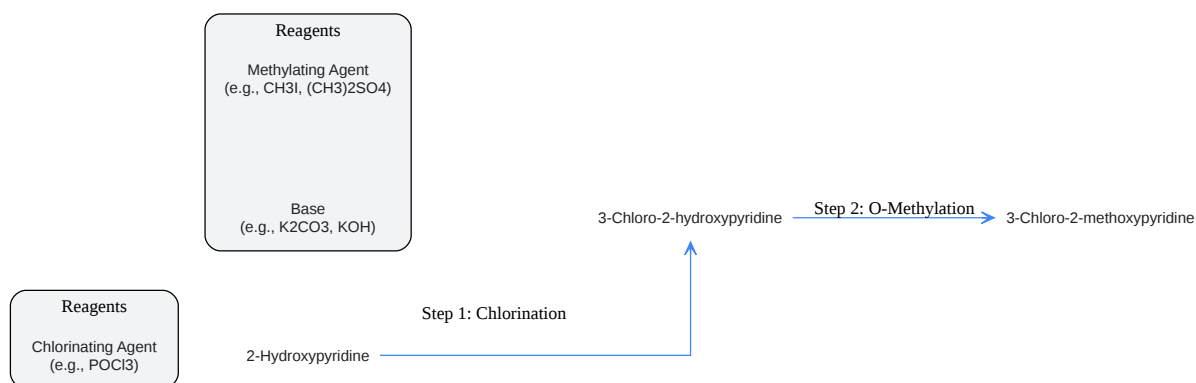 Reagents
Methylating Agent
(e.g., CH3I, (CH3)2SO4)
Base
(e.g., K2CO3, KOH)
3-Chloro-2-hydroxypyridine
Step 2: O-Methylation
3-Chloro-2-methoxypyridine
Reagents
Chlorinating Agent
(e.g., POCl3)
Step 1: Chlorination
2-Hydroxypyridine